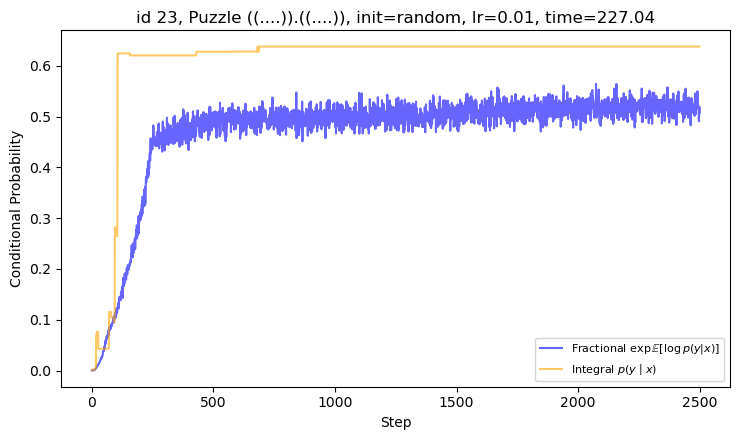 id 23, Puzzle ((....)).((....)), init=random, lr=0.01, time=227.04
Conditional Probability
0.6
0.5
0.4
0.3
0.2
0.1
0.0
Fractional exp𝔼[log p(y|x)]
Integral p(y | x)
0 500 1000 1500 2000 2500
Step